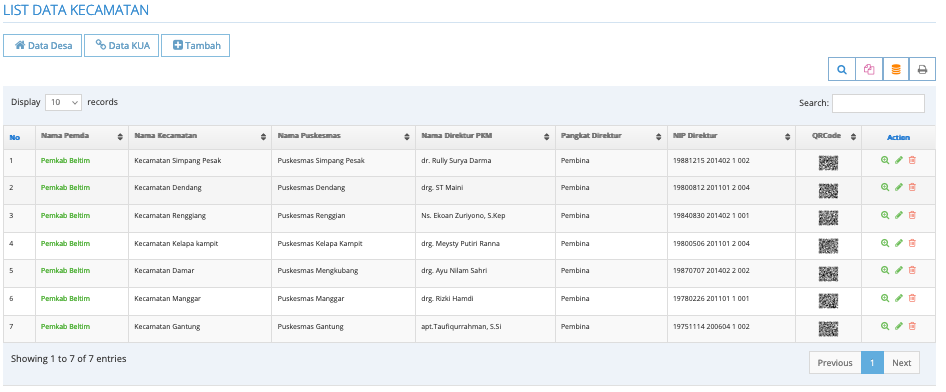 LIST DATA KECAMATAN
Data Desa Data KUA Tambah
Display 10 records Search:
No Nama Pemda Nama Kecamatan Nama Puskesmas Nama Direktur PKM Pangkat Direktur NIP Direktur QRCode Action
1 Pemkab Beltim Kecamatan Simpang Pesak Puskesmas Simpang Pesak dr. Rully Surya Darma Pembina 19881215 201402 1 002
2 Pemkab Beltim Kecamatan Dendang Puskesmas Dendang drg. ST Maini Pembina 19800812 201101 2 004
3 Pemkab Beltim Kecamatan Renggiang Puskesmas Renggian Ns. Ekoan Zuriyono, S.Kep Pembina 19840830 201402 1 001
4 Pemkab Beltim Kecamatan Kelapa kampit Puskesmas Kelapa Kampit drg. Meysty Putiri Ranna Pembina 19800506 201101 2 004
5 Pemkab Beltim Kecamatan Damar Puskesmas Mengkubang drg. Ayu Nilam Sahri Pembina 19870707 201402 2 002
6 Pemkab Beltim Kecamatan Manggar Puskesmas Manggar drg. Rizki Hamdi Pembina 19780226 201101 1 001
7 Pemkab Beltim Kecamatan Gantung Puskesmas Gantung apt.Taufiqurrahman, S.Si Pembina 19751114 200604 1 002
Showing 1 to 7 of 7 entries Previous 1 Next